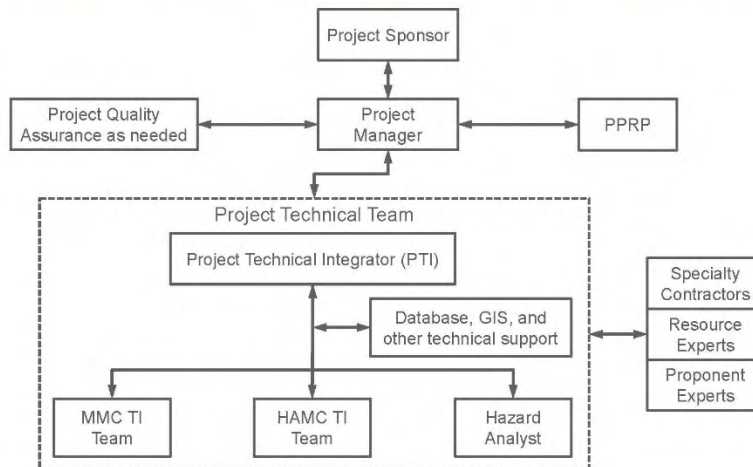 Project Sponsor
Project Quality
Assurance as needed
Project
Manager
PPRP
Project Technical Team
Project Technical Integrator (PTI)
Database, GIS, and
other technical support
MMC TI
Team
HAMC TI
Team
Hazard
Analyst
Specialty
Contractors
Resource
Experts
Proponent
Experts